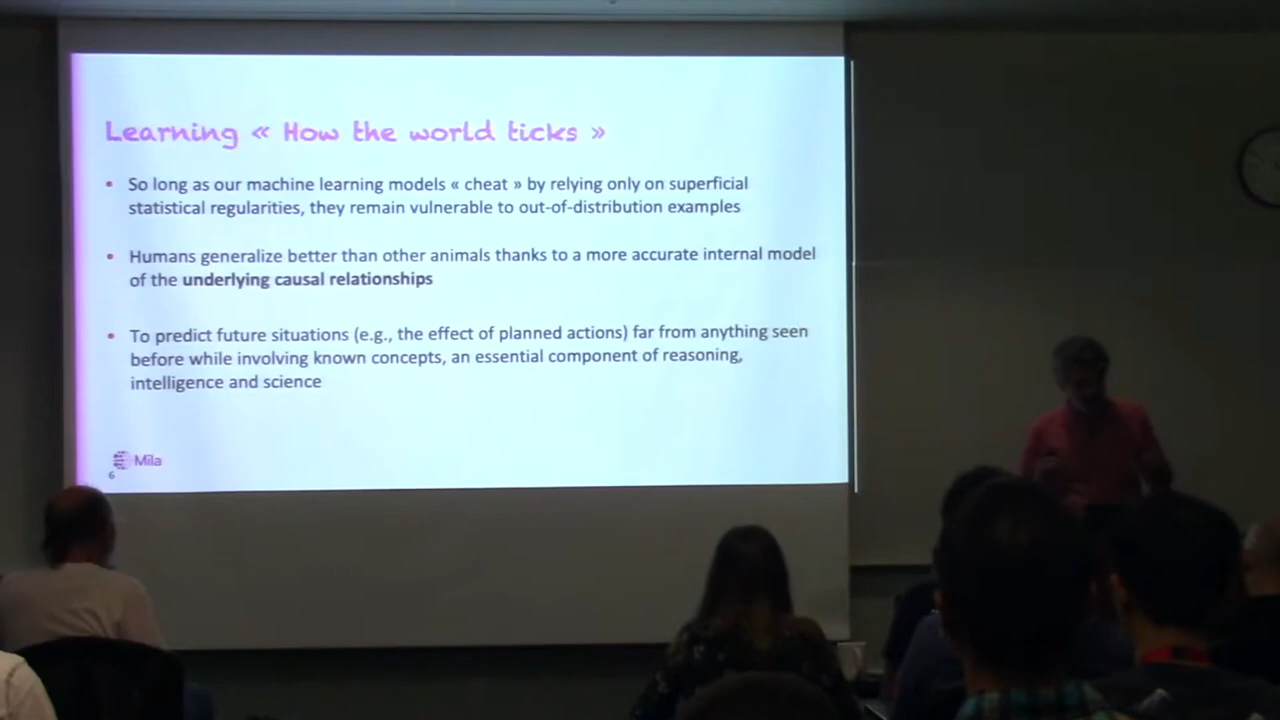 Learning « How the world ticks »
• So long as our machine learning models « cheat » by relying only on superficial
statistical regularities, they remain vulnerable to out-of-distribution examples
• Humans generalize better than other animals thanks to a more accurate internal model
of the underlying causal relationships
• To predict future situations (e.g., the effect of planned actions) far from anything seen
before while involving known concepts, an essential component of reasoning,
intelligence and science
Mila
6